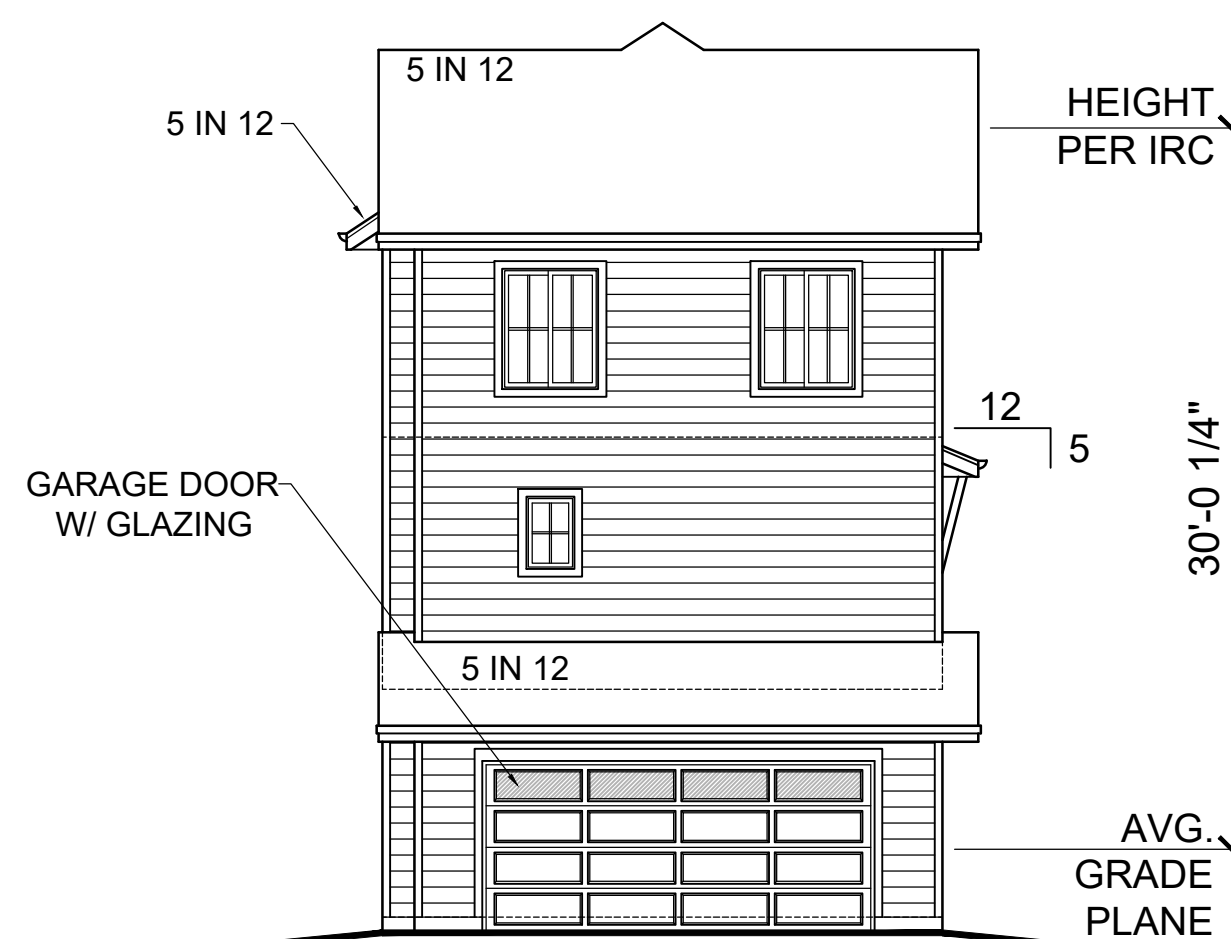 5 IN 12
5 IN 12
HEIGHT
PER IRC
12
5
30'-0 1/4"
GARAGE DOOR
W/ GLAZING
5 IN 12
AVG.
GRADE
PLANE